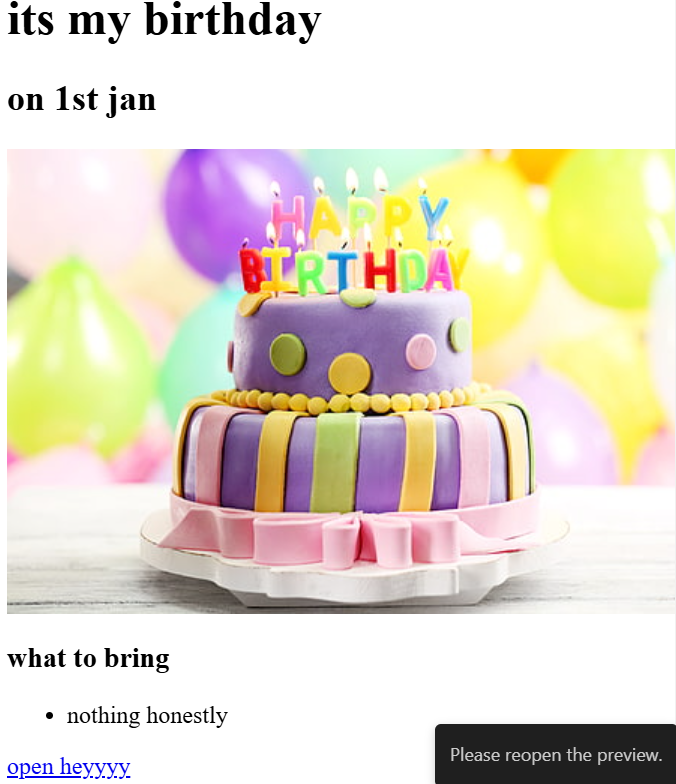 its my birthday
on 1st jan
HAPPY
BIRTHDAY
what to bring
• nothing honestly
open heyyyy
Please reopen the preview.